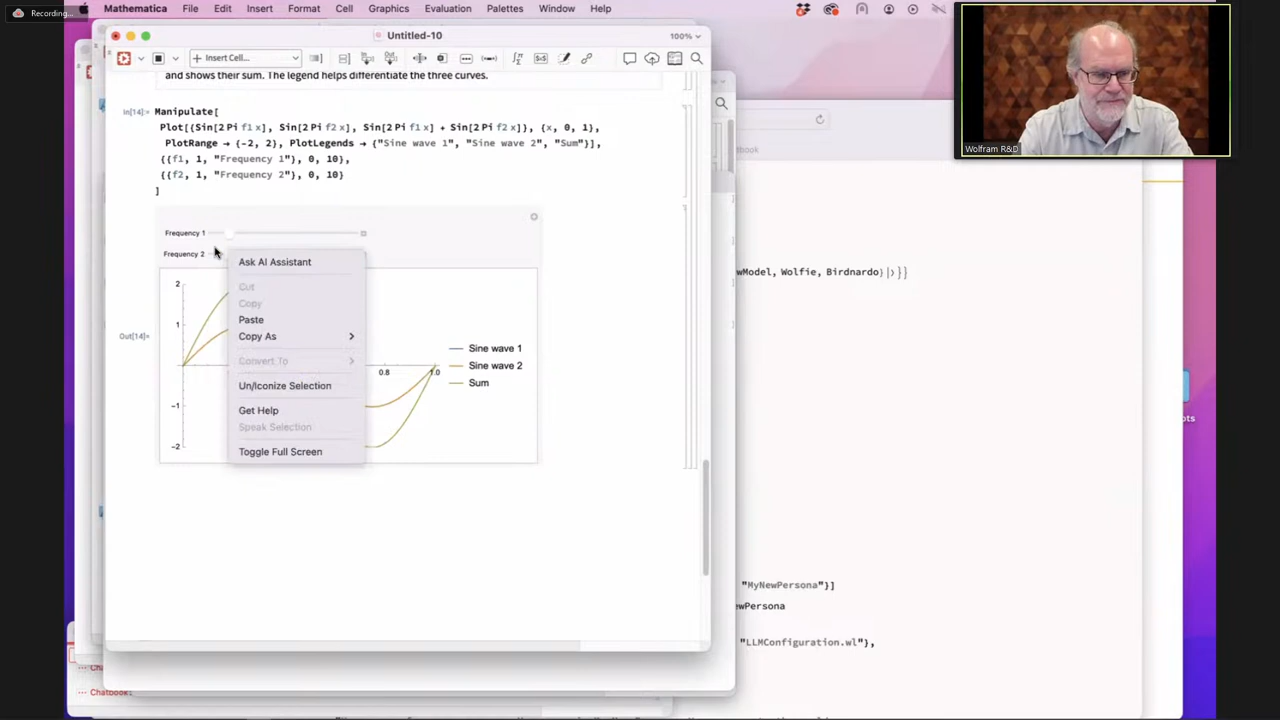 Recording...
Mathematica File Edit Insert Format Cell Graphics Evaluation Palettes Window Help
Untitled-10
100%
Insert Cell...
and shows their sum. The legend helps differentiate the three curves.
In[14]:= Manipulate[
Plot[{Sin[2 Pi f1 x], Sin[2 Pi f2 x], Sin[2 Pi f1 x] + Sin[2 Pi f2 x]}, {x, 0, 1},
PlotRange → {-2, 2}, PlotLegends → {"Sine wave 1", "Sine wave 2", "Sum"}],
{{f1, 1, "Frequency 1"}, 0, 10},
{{f2, 1, "Frequency 2"}, 0, 10}
]
Frequency 1
Frequency 2
Ask AI Assistant
Cut
Copy
Paste
Copy As
Convert To
Un/Iconize Selection
Get Help
Speak Selection
Toggle Full Screen
2
1
Out[14]=
-1
-2
0.8
1.0
Sine wave 1
Sine wave 2
Sum
Wolfram R&D
wModel, Wolfie, Birdnardo) |>}}
"MyNewPersona"}]
ewPersona
"LLMConfiguration.wl"},
Chatbook: